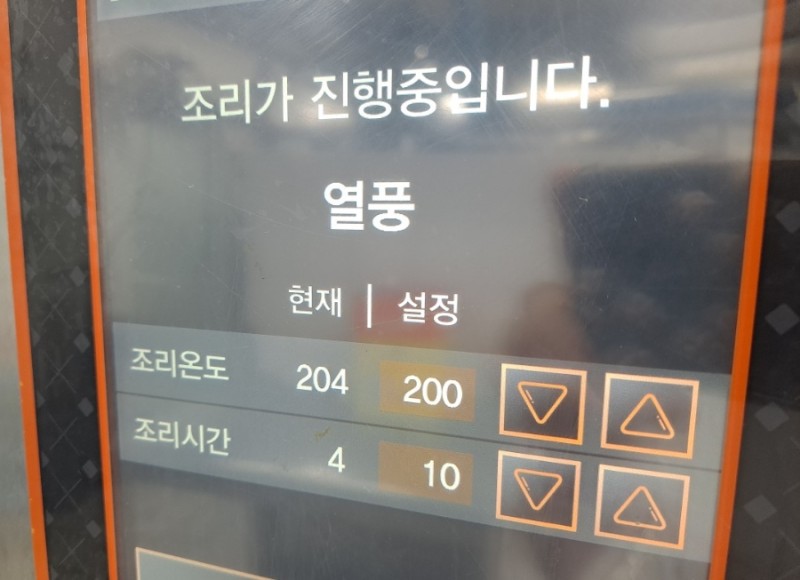 조리가 진행중입니다.
열풍
현재 | 설정
조리온도 204 200
조리시간 4 10